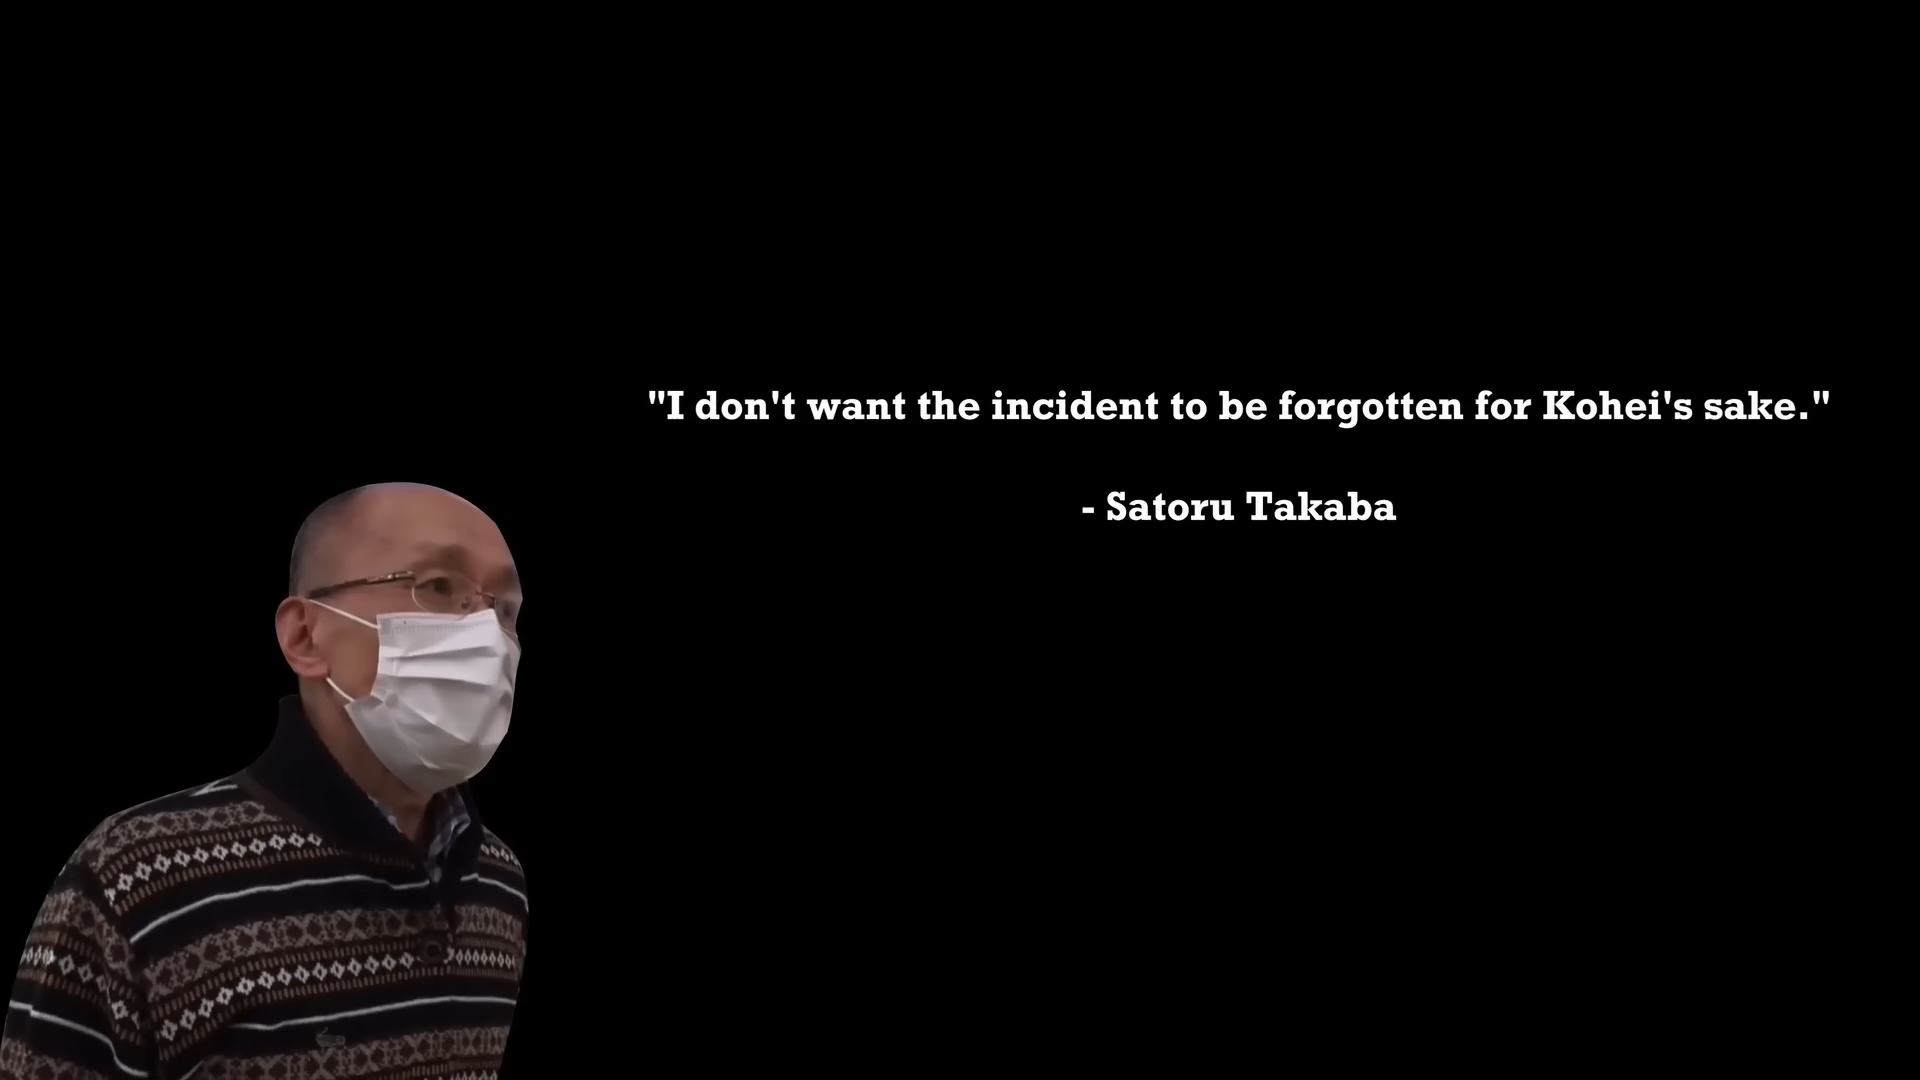 "I don't want the incident to be forgotten for Kohei's sake."
- Satoru Takaba